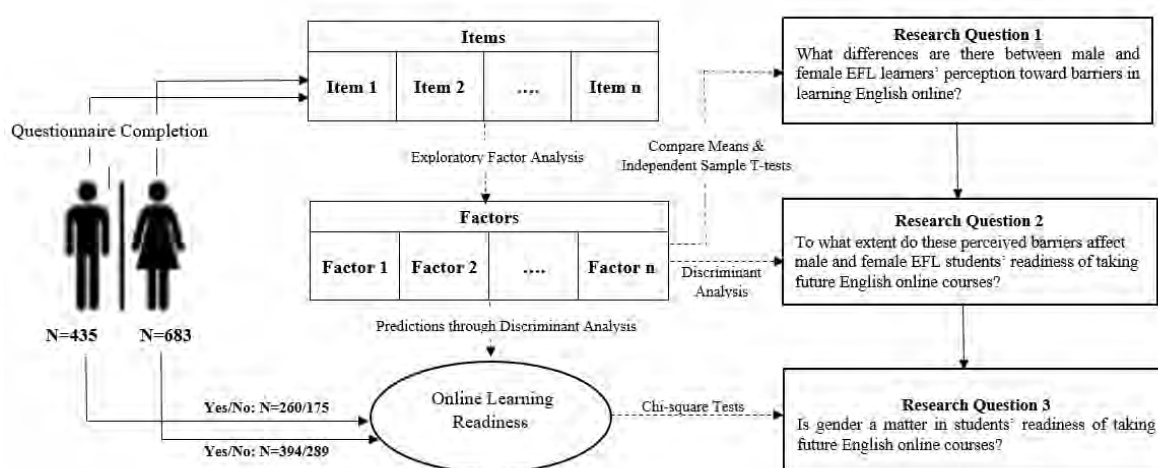 Items
Item 1 Item 2 .... Item n
Questionnaire Completion
Exploratory Factor Analysis
Factors
Factor 1 Factor 2 .... Factor n
N=435 N=683
Predictions through Discriminant Analysis
Yes/No: N=260/175
Yes/No: N=394/289
Online Learning
Readiness
Compare Means &
Independent Sample T-tests
Discriminant
Analysis
Chi-square Tests
Research Question 1
What differences are there between male and
female EFL learners' perception toward barriers in
learning English online?
Research Question 2
To what extent do these perceived barriers affect
male and female EFL students' readiness of taking
future English online courses?
Research Question 3
Is gender a matter in students' readiness of taking
future English online courses?